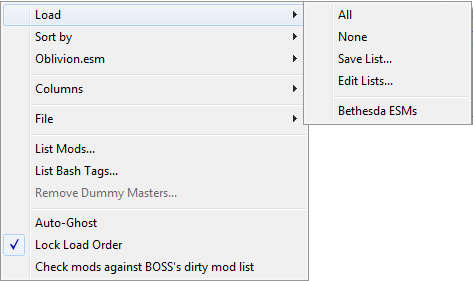 Load
Sort by
Oblivion.esm
Columns
File
List Mods...
List Bash Tags...
Remove Dummy Masters...
Auto-Ghost
Lock Load Order
Check mods against BOSS's dirty mod list
All
None
Save List...
Edit Lists...
Bethesda ESMs